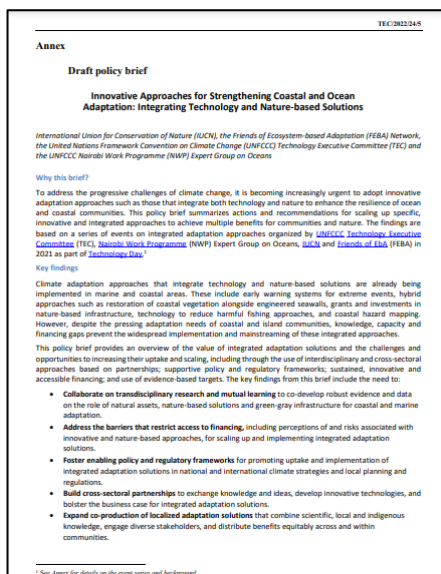 TEC/2022/24/5
Annex
Draft policy brief
Innovative Approaches for Strengthening Coastal and Ocean
Adaptation: Integrating Technology and Nature-based Solutions
International Union for Conservation of Nature (IUCN), the Friends of Ecosystem-based Adaptation (FEBA) Network,
the United Nations Framework Convention on Climate Change (UNFCCC) Technology Executive Committee (TEC) and
the UNFCCC Nairobi Work Programme (NWP) Expert Group on Oceans
Why this brief?
To address the progressive challenges of climate change, it is becoming increasingly urgent to adopt innovative
adaptation approaches such as those that integrate both technology and nature to enhance the resilience of
ocean and coastal communities. This policy brief summarizes actions and recommendations for scaling up specific,
innovative and integrated approaches to achieve multiple benefits for communities and nature. The findings are
based on a series of events on integrated adaptation approaches organized by UNFCCC Technology Executive
Committee (TEC), Nairobi Work Programme (NWP) Expert Group on Oceans, IUCN and Friends of EbA (FEBA) in
2021 as part of Technology Day.¹
Key findings
Climate adaptation approaches that integrate technology and nature-based solutions are already being
implemented in marine and coastal areas. These include early warning systems for extreme events, hybrid
approaches such as restoration of coastal vegetation alongside engineered seawalls, grants and investments in
nature-based infrastructure, technology to reduce harmful fishing approaches, and coastal hazard mapping.
However, despite the pressing adaptation needs of coastal and island communities, knowledge, capacity and
financing gaps prevent the widespread implementation and mainstreaming of these integrated approaches.
This policy brief provides an overview of the value of integrated adaptation solutions and the challenges and
opportunities to increasing their uptake and scaling, including through the use of interdisciplinary and cross-sectoral
approaches based on partnerships; supportive policy and regulatory frameworks; sustained, innovative and
accessible financing; and use of evidence-based targets. The key findings from this brief include the need to:
• Collaborate on transdisciplinary research and mutual learning to co-develop robust evidence and data
on the role of natural assets, nature-based solutions and green-gray infrastructure for coastal and marine
adaptation.
• Address the barriers that restrict access to financing, including perceptions of and risks associated with
innovative and nature-based approaches, for scaling up and implementing integrated adaptation
solutions.
• Foster enabling policy and regulatory frameworks for promoting uptake and implementation of
integrated adaptation solutions in national and international climate strategies and local planning and
regulations.
• Build cross-sectoral partnerships to exchange knowledge and ideas, develop innovative technologies, and
bolster the business case for integrated adaptation solutions.
• Expand co-production of localized adaptation solutions that combine scientific, local and indigenous
knowledge, engage diverse stakeholders, and distribute benefits equitably across and within
communities.
¹ See Annex for details on the event series and background